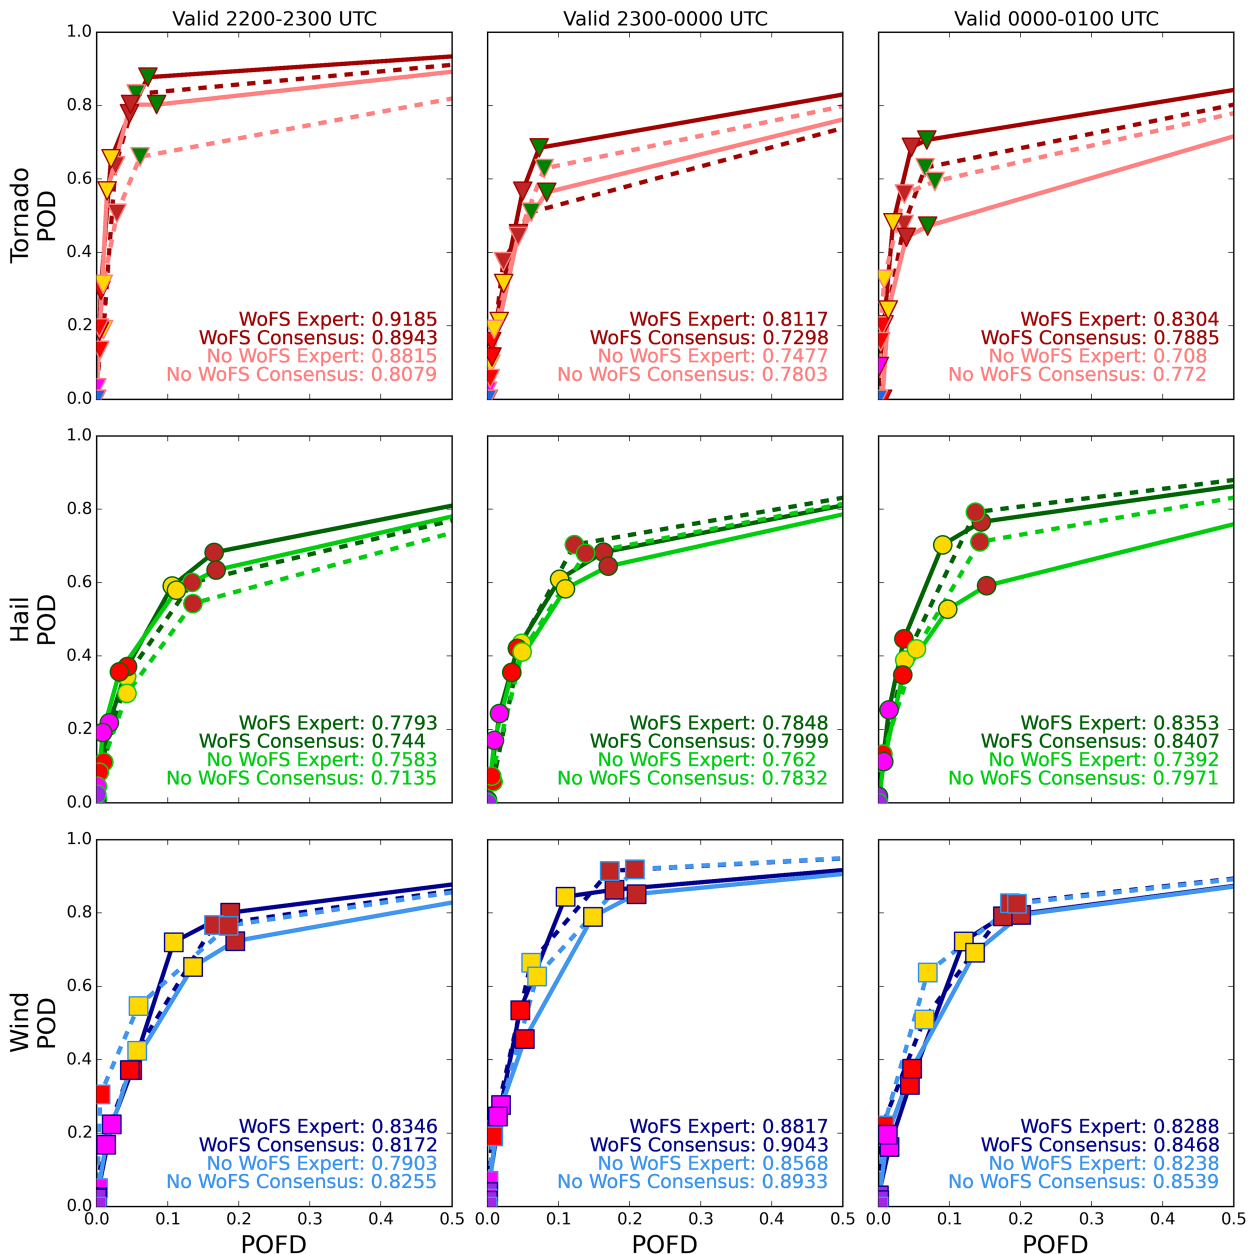 Valid 2200-2300 UTC
Valid 2300-0000 UTC
Valid 0000-0100 UTC
Tornado
POD
1.0
0.8
0.6
0.4
0.2
0.0
WoFS Expert: 0.9185
WoFS Consensus: 0.8943
No WoFS Expert: 0.8815
No WoFS Consensus: 0.8079
WoFS Expert: 0.8117
WoFS Consensus: 0.7298
No WoFS Expert: 0.7477
No WoFS Consensus: 0.7803
WoFS Expert: 0.8304
WoFS Consensus: 0.7885
No WoFS Expert: 0.708
No WoFS Consensus: 0.772
Hail
POD
1.0
0.8
0.6
0.4
0.2
0.0
WoFS Expert: 0.7793
WoFS Consensus: 0.744
No WoFS Expert: 0.7583
No WoFS Consensus: 0.7135
WoFS Expert: 0.7848
WoFS Consensus: 0.7999
No WoFS Expert: 0.762
No WoFS Consensus: 0.7832
WoFS Expert: 0.8353
WoFS Consensus: 0.8407
No WoFS Expert: 0.7392
No WoFS Consensus: 0.7971
Wind
POD
1.0
0.8
0.6
0.4
0.2
0.0
WoFS Expert: 0.8346
WoFS Consensus: 0.8172
No WoFS Expert: 0.7903
No WoFS Consensus: 0.8255
WoFS Expert: 0.8817
WoFS Consensus: 0.9043
No WoFS Expert: 0.8568
No WoFS Consensus: 0.8933
WoFS Expert: 0.8288
WoFS Consensus: 0.8468
No WoFS Expert: 0.8238
No WoFS Consensus: 0.8539
0.0 0.1 0.2 0.3 0.4 0.5
0.0 0.1 0.2 0.3 0.4 0.5
0.0 0.1 0.2 0.3 0.4 0.5
POFD
POFD
POFD